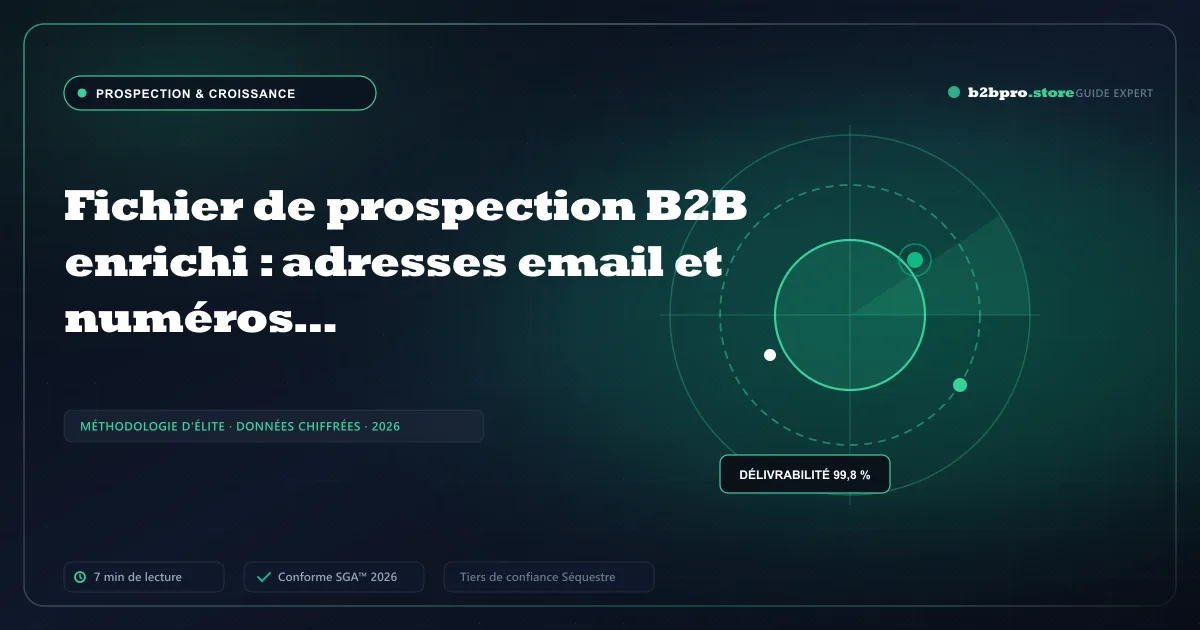 PROSPECTION & CROISSANCE
b2bpro.store GUIDE EXPERT
Fichier de prospection B2B
enrichi : adresses email et
numéros...
MÉTHODOLOGIE D'ÉLITE · DONNÉES CHIFFRÉES · 2026
DÉLIVRABILITÉ 99,8 %
7 min de lecture
Conforme SGA™ 2026
Tiers de confiance Séquestre